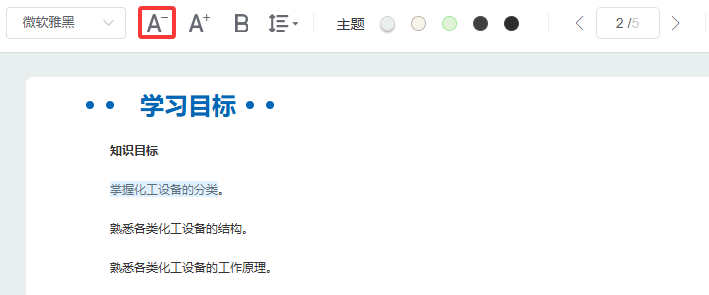 微软雅黑 A⁻ A⁺ B 主题 2 /5
学习目标
知识目标
掌握化工设备的分类。
熟悉各类化工设备的结构。
熟悉各类化工设备的工作原理。